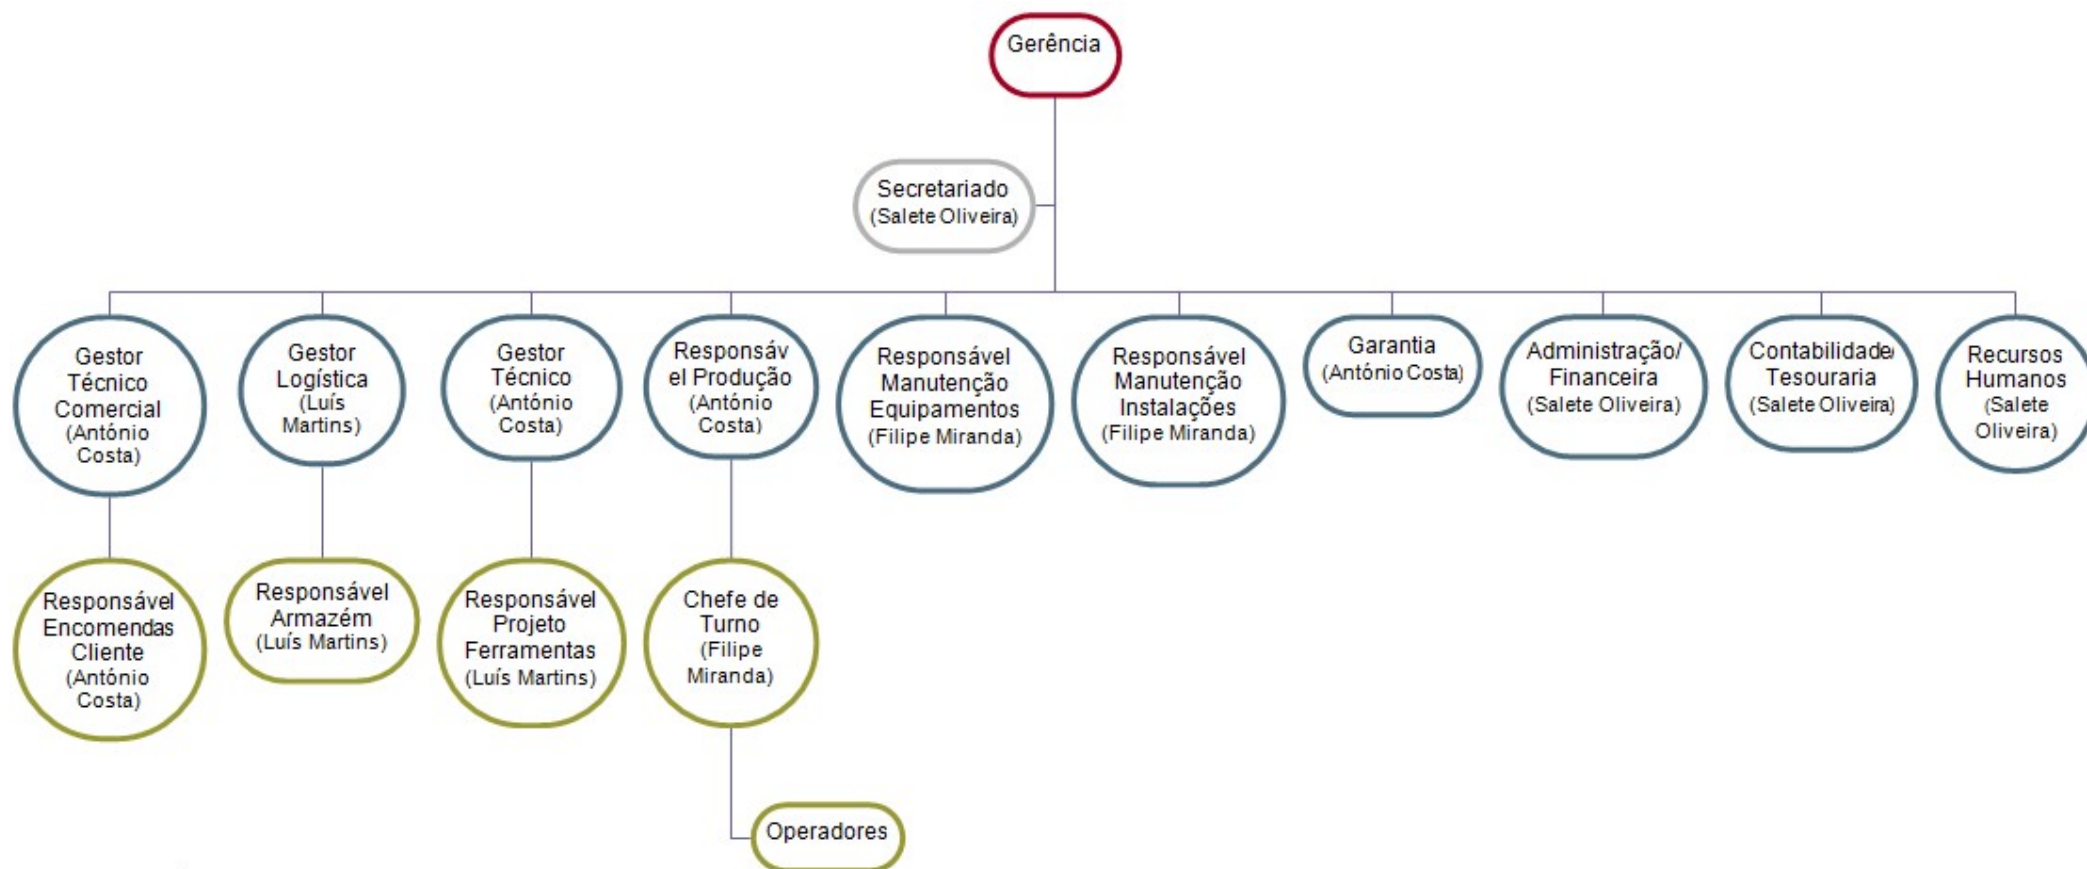 Gerência
Secretariado
(Salete Oliveira)
Gestor
Técnico
Comercial
(António
Costa)
Gestor
Logística
(Luís
Martins)
Gestor
Técnico
(António
Costa)
Responsáv
el Produção
(António
Costa)
Responsável
Manutenção
Equipamentos
(Filipe Miranda)
Responsável
Manutenção
Instalações
(Filipe Miranda)
Garantia
(António Costa)
Administração/
Financeira
(Salete Oliveira)
Contabilidade/
Tesouraria
(Salete Oliveira)
Recursos
Humanos
(Salete
Oliveira)
Responsável
Encomendas
Cliente
(António
Costa)
Responsável
Armazém
(Luís Martins)
Responsável
Projeto
Ferramentas
(Luís Martins)
Chefe de
Turno
(Filipe
Miranda)
Operadores